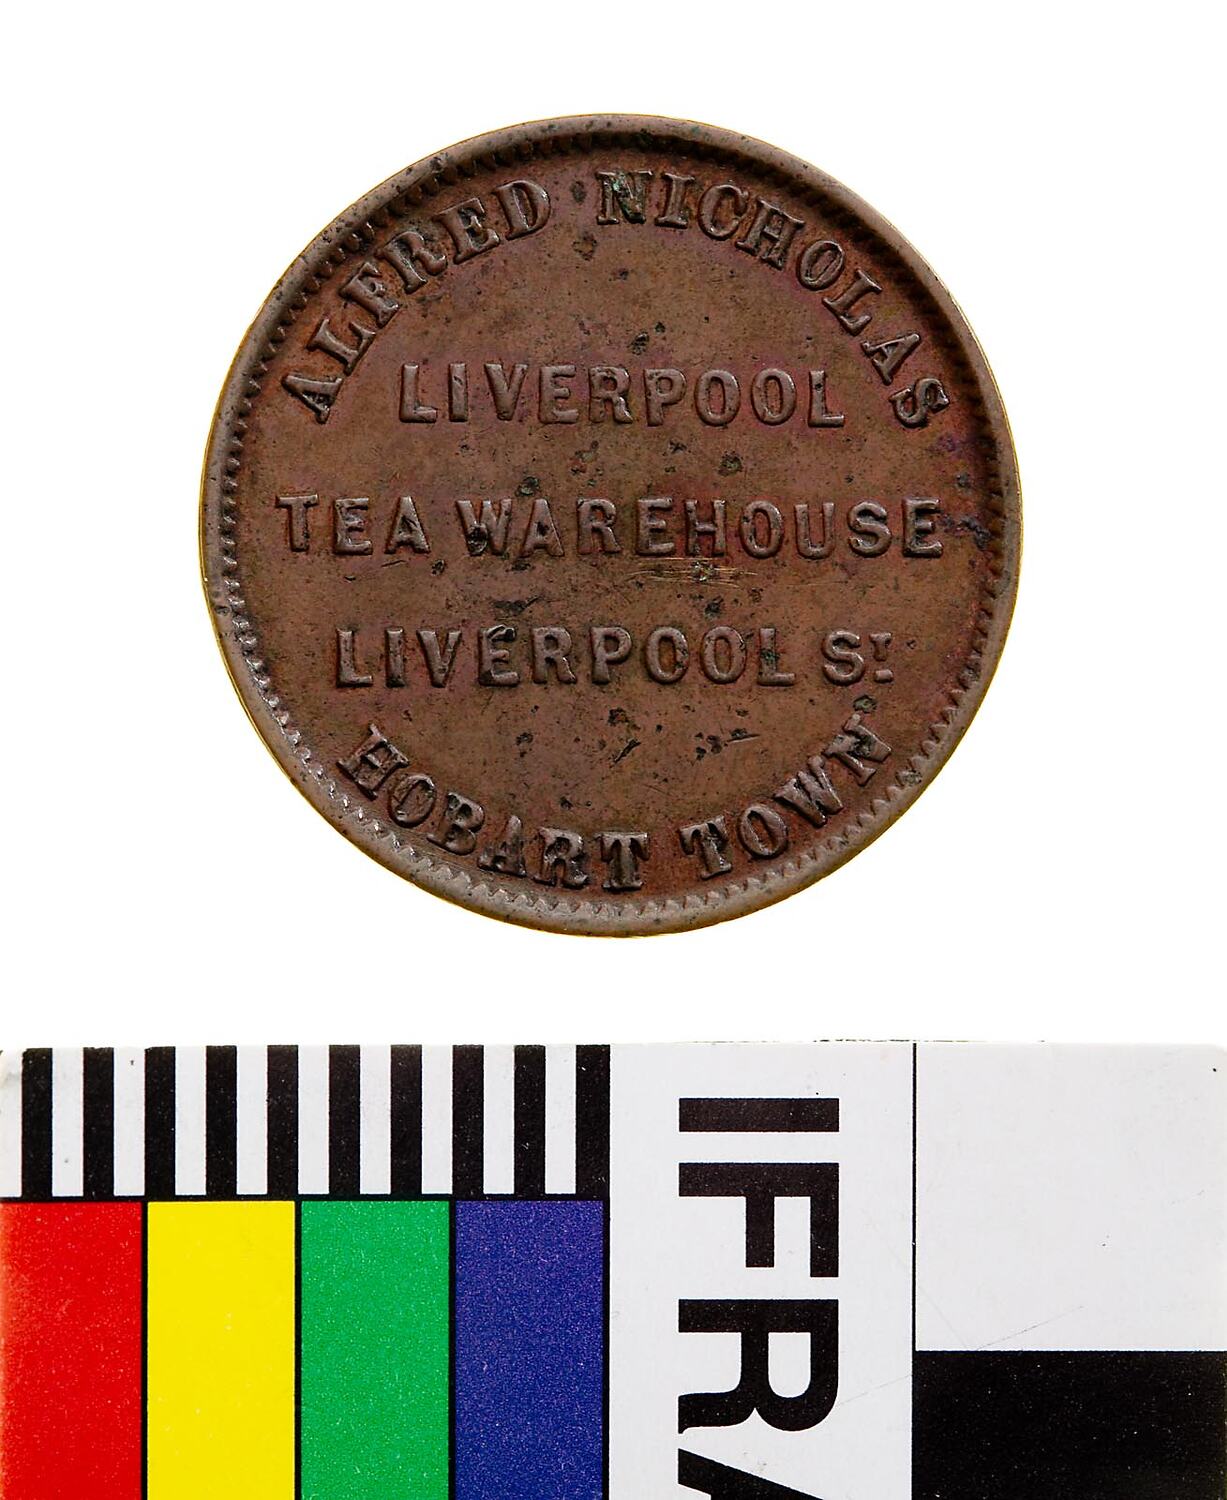 ALFRED NICHOLAS
LIVERPOOL
TEA WAREHOUSE
LIVERPOOL ST
HOBART TOWN
IFRA